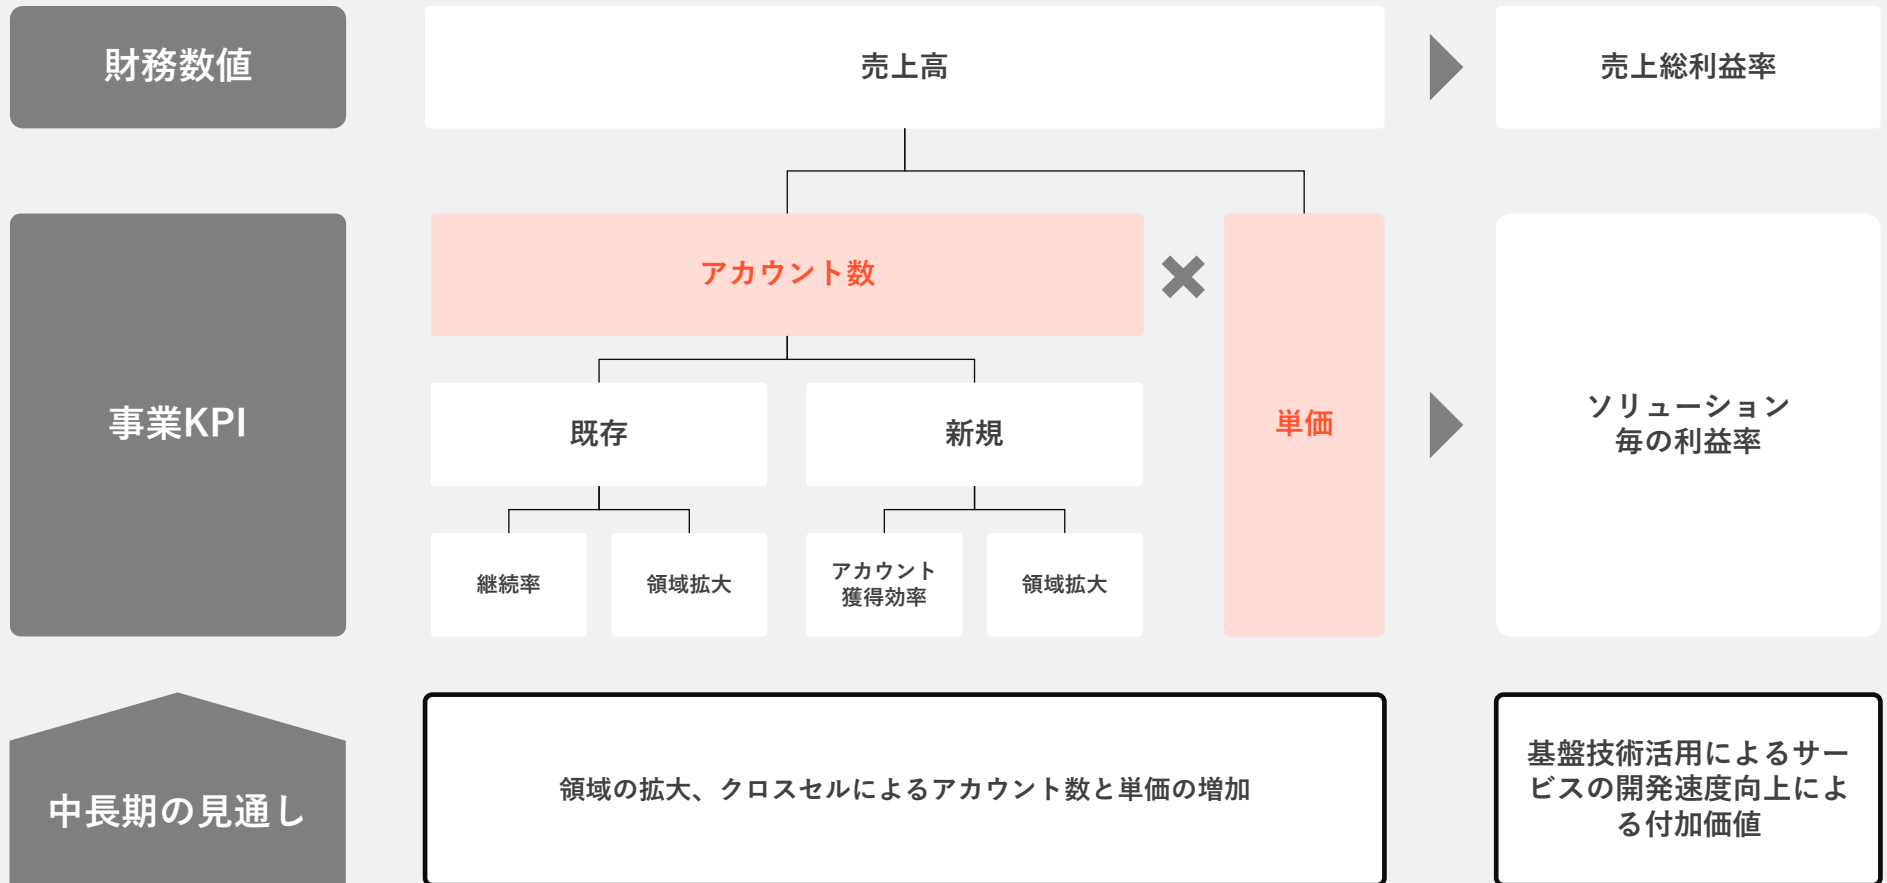 財務数値
売上高
売上総利益率
事業KPI
アカウント数
単価
既存
新規
継続率
領域拡大
アカウント
獲得効率
領域拡大
ソリューション
毎の利益率
中長期の見通し
領域の拡大、クロスセルによるアカウント数と単価の増加
基盤技術活用によるサー
ビスの開発速度向上によ
る付加価値